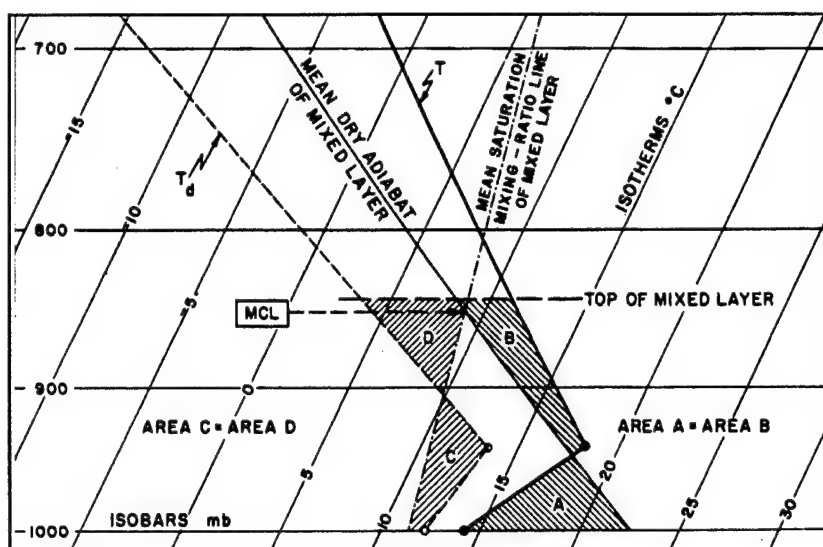 700
T
MEAN DRY ADIABAT
OF MIXED LAYER
MEAN SATURATION
MIXING-RATIO LINE
OF MIXED LAYER
ISOTHERMS °C
-15
Td
-10
800
-5
MCL
TOP OF MIXED LAYER
D
B
900
0
AREA C = AREA D
AREA A = AREA B
C
5
10
15
20
A
25
30
ISOBARS mb
1000